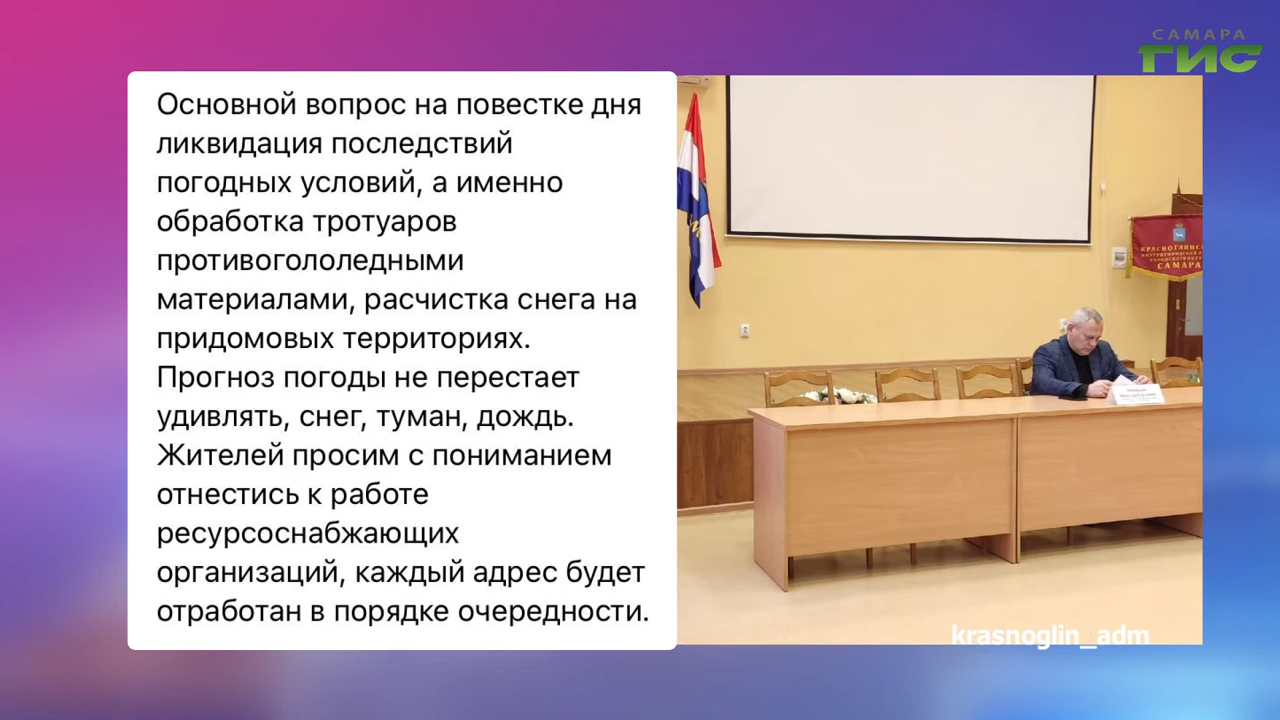 САМАРА
ГИС
Основной вопрос на повестке дня
ликвидация последствий
погодных условий, а именно
обработка тротуаров
противогололедными
материалами, расчистка снега на
придомовых территориях.
Прогноз погоды не перестает
удивлять, снег, туман, дождь.
Жителей просим с пониманием
отнестись к работе
ресурсоснабжающих
организаций, каждый адрес будет
отработан в порядке очередности.
КРАСНОГЛИНС
САМАРА
krasnoglin_adm